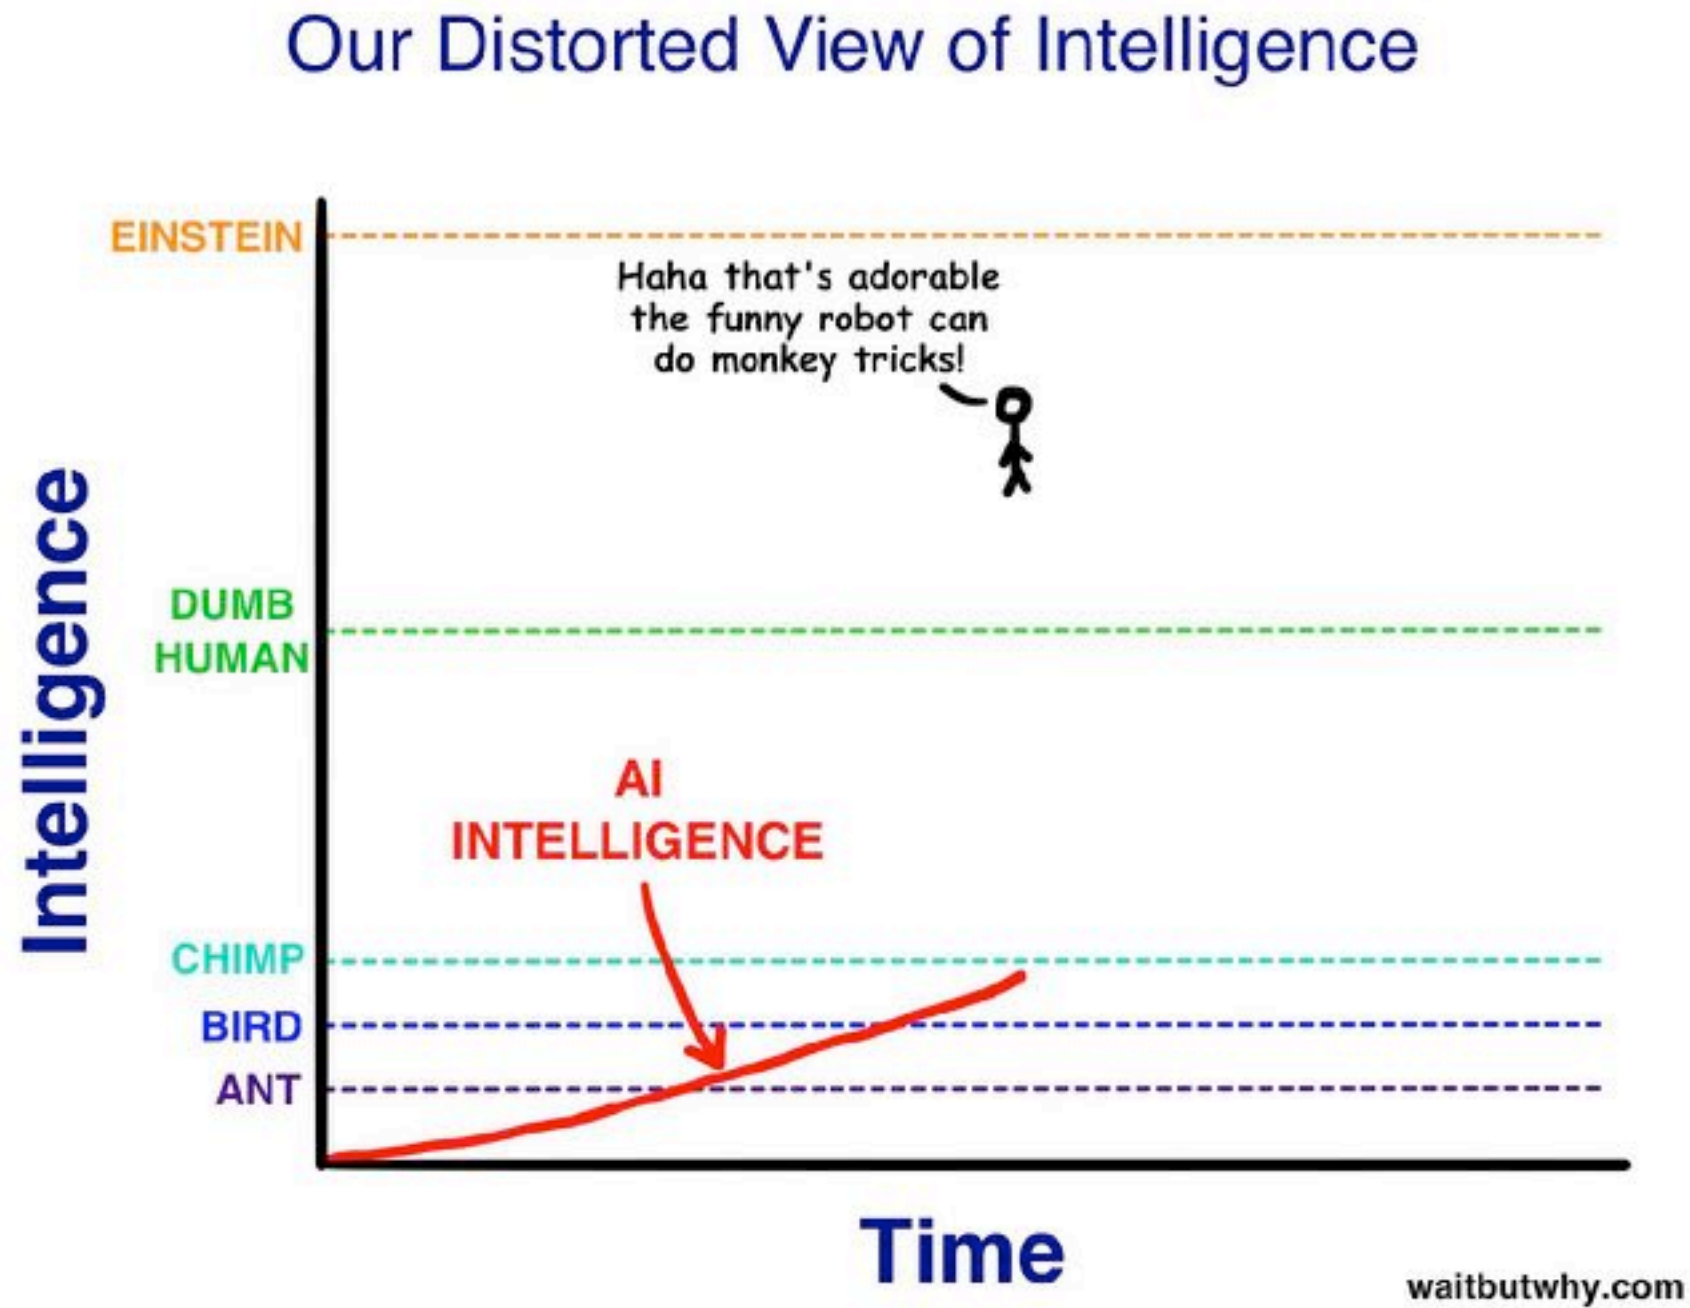 Our Distorted View of Intelligence
EINSTEIN
Haha that's adorable
the funny robot can
do monkey tricks!
DUMB
HUMAN
Intelligence
AI
INTELLIGENCE
CHIMP
BIRD
ANT
Time
waitbutwhy.com